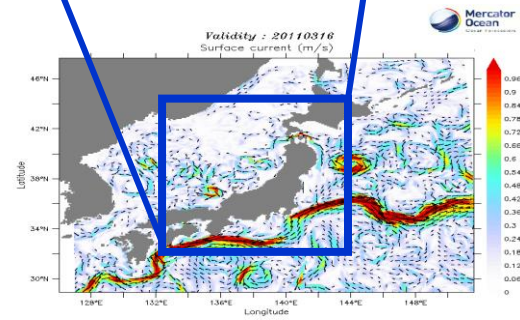 Mercator
Ocean
Validity : 20110316
Surface current (m/s)
46°N
42°N
38°N
34°N
30°N
Latitude
128°E
132°E
136°E
140°E
144°E
148°E
Longitude
0.96
0.9
0.84
0.78
0.72
0.66
0.6
0.54
0.48
0.42
0.36
0.3
0.24
0.18
0.12
0.06
0